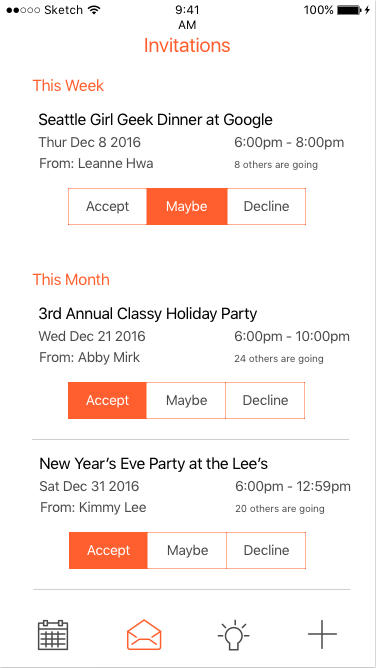 Sketch 9:41 AM 100%
Invitations
This Week
Seattle Girl Geek Dinner at Google
Thur Dec 8 2016 6:00pm - 8:00pm
From: Leanne Hwa 8 others are going
Accept Maybe Decline
This Month
3rd Annual Classy Holiday Party
Wed Dec 21 2016 6:00pm - 10:00pm
From: Abby Mirk 24 others are going
Accept Maybe Decline
New Year’s Eve Party at the Lee’s
Sat Dec 31 2016 6:00pm - 12:59pm
From: Kimmy Lee 20 others are going
Accept Maybe Decline